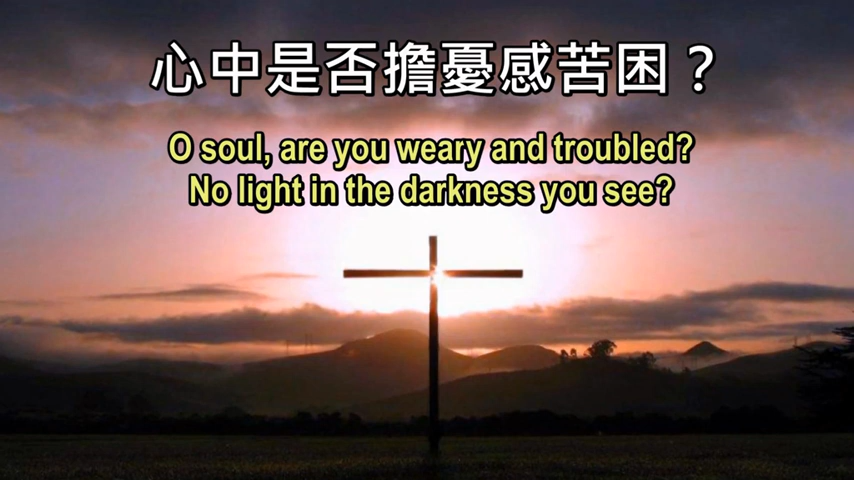 心中是否擔憂感苦困？
O soul, are you weary and troubled?
No light in the darkness you see?